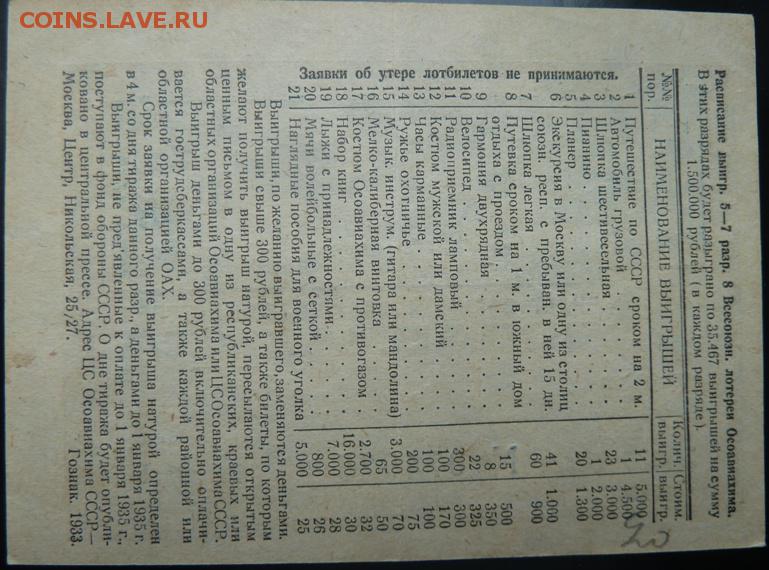 COINS.LAVE.RU
Расписание выигр. 5—7 разр. 8 Всесоюзн. лотереи Осоавиахима.
В этих разрядах будет разыграно по 35.467 выигрышей на сумму
1.500.000 рублей (в каждом разряде).
№№ пор. НАИМЕНОВАНИЕ ВЫИГРЫШЕЙ Колич. выигр. Стоим. выигр.
1 Путешествие по СССР сроком на 2 м. 11 5.000
2 Автомобиль грузовой . . . . . 1 4.500
3 Шлюпка шестивесельная . . . . 23 3.000
4 Пианино . . . . . . . . 1 2.000
5 Планер . . . . . . . . 20 1.300
6 Экскурсия в Москву или одну из столиц
союзн. респ. с пребыван. в ней 15 дн. 41 1.000
7 Шлюпка легкая . . . . . . 60 900
8 Путевка сроком на 1 м. в южный дом
отдыха с проездом . . . . . 15 500
9 Гармония двухрядная . . . . . 8 350
10 Велосипед . . . . . . . 22 325
11 Радиоприемник ламповый . . . . 300 300
12 Костюм мужской или дамский . . . 100 170
13 Часы карманные . . . . . . 100 100
14 Ружье охотничье . . . . . . 200 75
15 Музык. инструм. (гитара или мандолина) 3.000 70
16 Мелко-калиберная винтовка . . . 65 50
17 Костюм Осоавиахима с противогазом . 2.700 32
18 Набор книг . . . . . . . 16.000 30
19 Лыжи с принадлежностями . . . . 7.000 28
20 Мячи волейбольные с сеткой . . . 800 26
21 Наглядные пособия для военного уголка 5.000 25
Выигрыши, по желанию выигравшего, заменяются деньгами.
Выигрыши свыше 300 рублей, а также билеты, по которым
желают получить выигрыш натурой, пересылаются открытым
ценным письмом в одну из республиканских, краевых или
областных организаций Осоавиахима или ЦС Осоавиахима СССР.
Выигрыш деньгами до 300 рублей включительно оплачи-
вается гострудсберкассами, а также каждой районной или
областной организацией ОАХ.
Срок заявки на получение выигрыша натурой определен
в 4 м. со дня тиража данного разр., а деньгами до 1 января 1935 г.
Выигрыши, не пред'явленные к оплате до 1 января 1935 г.,
поступают в фонд обороны СССР. О дне тиража будет опубли-
ковано в центральной прессе. Адрес ЦС Осоавиахима СССР—
Москва, Центр, Никольская, 25/27.
Гознак. 1933.
Заявки об утере лотбилетов не принимаются.
COINS.LAVE.RU